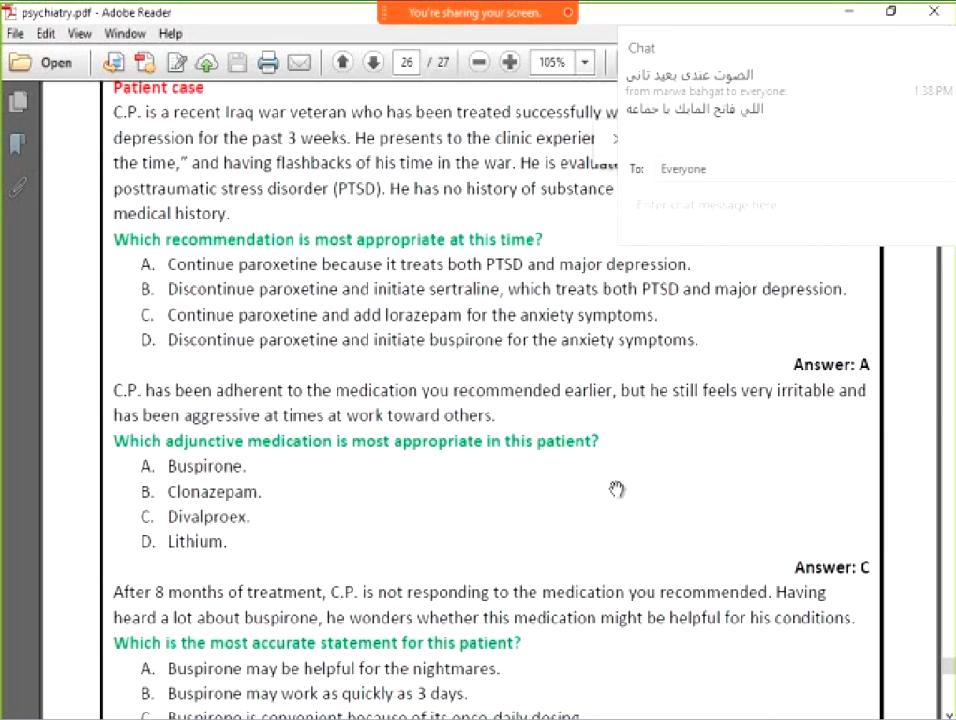 psychiatry.pdf - Adobe Reader
You're sharing your screen.
File Edit View Window Help
Open
26 / 27
105%
Chat
الصوت عندى بعيد تانى
from marwa bahgat to everyone:
1:38 PM
اللي فاتح المايك يا جماعه
To: Everyone
Enter chat message here
Patient case
C.P. is a recent Iraq war veteran who has been treated successfully w
depression for the past 3 weeks. He presents to the clinic experien
the time,” and having flashbacks of his time in the war. He is evaluate
posttraumatic stress disorder (PTSD). He has no history of substance
medical history.
Which recommendation is most appropriate at this time?
A. Continue paroxetine because it treats both PTSD and major depression.
B. Discontinue paroxetine and initiate sertraline, which treats both PTSD and major depression.
C. Continue paroxetine and add lorazepam for the anxiety symptoms.
D. Discontinue paroxetine and initiate buspirone for the anxiety symptoms.
Answer: A
C.P. has been adherent to the medication you recommended earlier, but he still feels very irritable and
has been aggressive at times at work toward others.
Which adjunctive medication is most appropriate in this patient?
A. Buspirone.
B. Clonazepam.
C. Divalproex.
D. Lithium.
Answer: C
After 8 months of treatment, C.P. is not responding to the medication you recommended. Having
heard a lot about buspirone, he wonders whether this medication might be helpful for his conditions.
Which is the most accurate statement for this patient?
A. Buspirone may be helpful for the nightmares.
B. Buspirone may work as quickly as 3 days.
C. Buspirone is convenient because of its once-daily dosing.